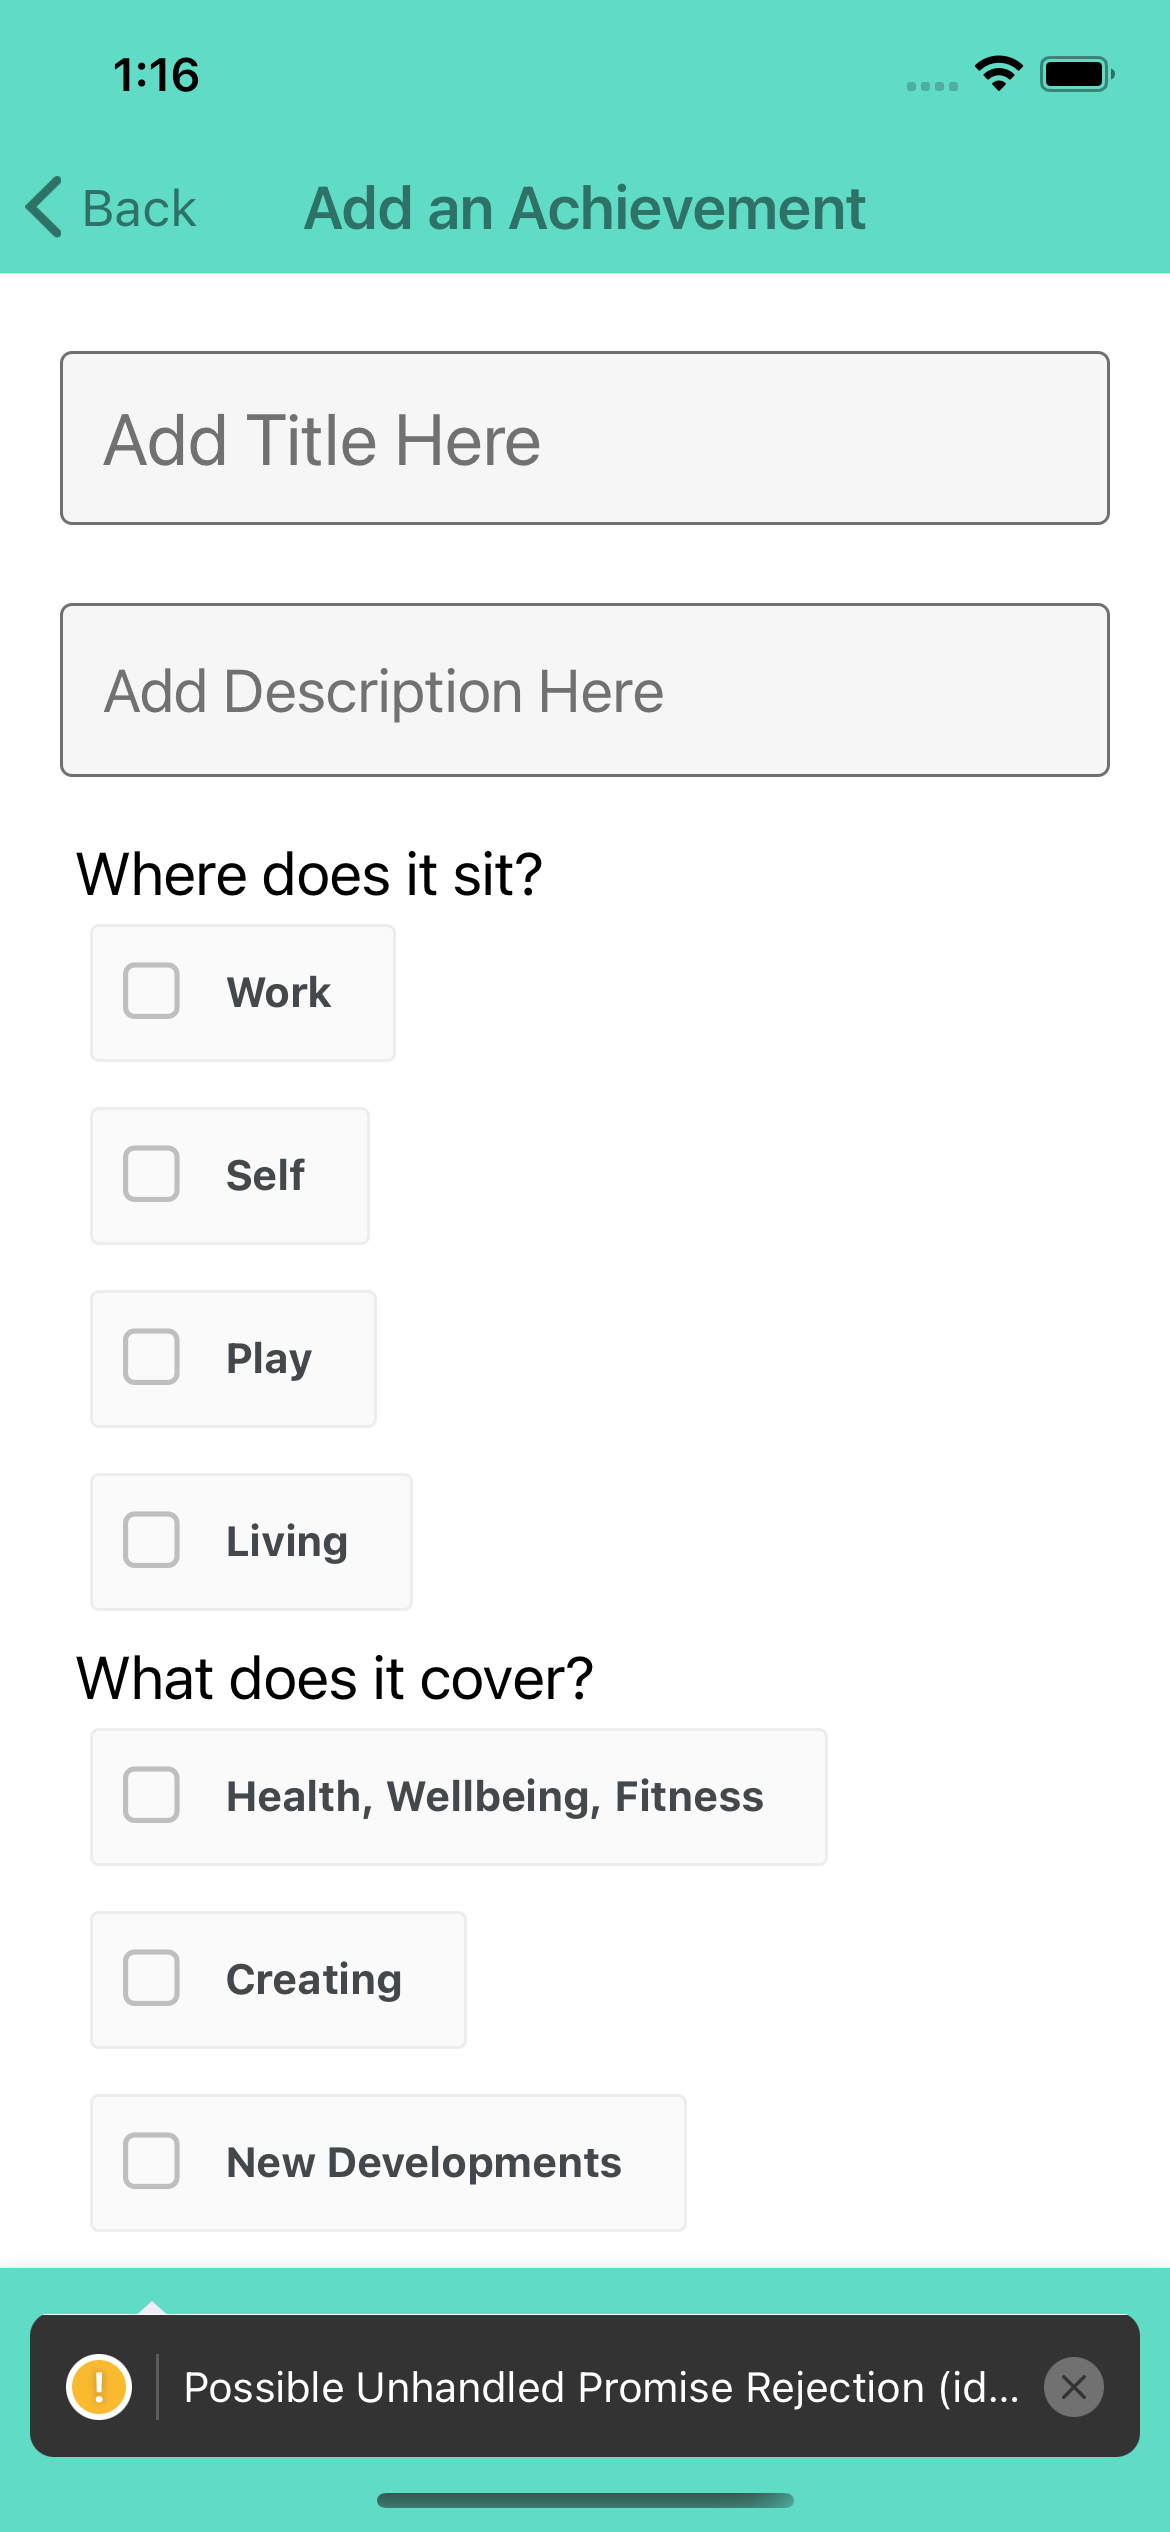 1:16
Back
Add an Achievement
Add Title Here
Add Description Here
Where does it sit?
Work
Self
Play
Living
What does it cover?
Health, Wellbeing, Fitness
Creating
New Developments
! Possible Unhandled Promise Rejection (id...